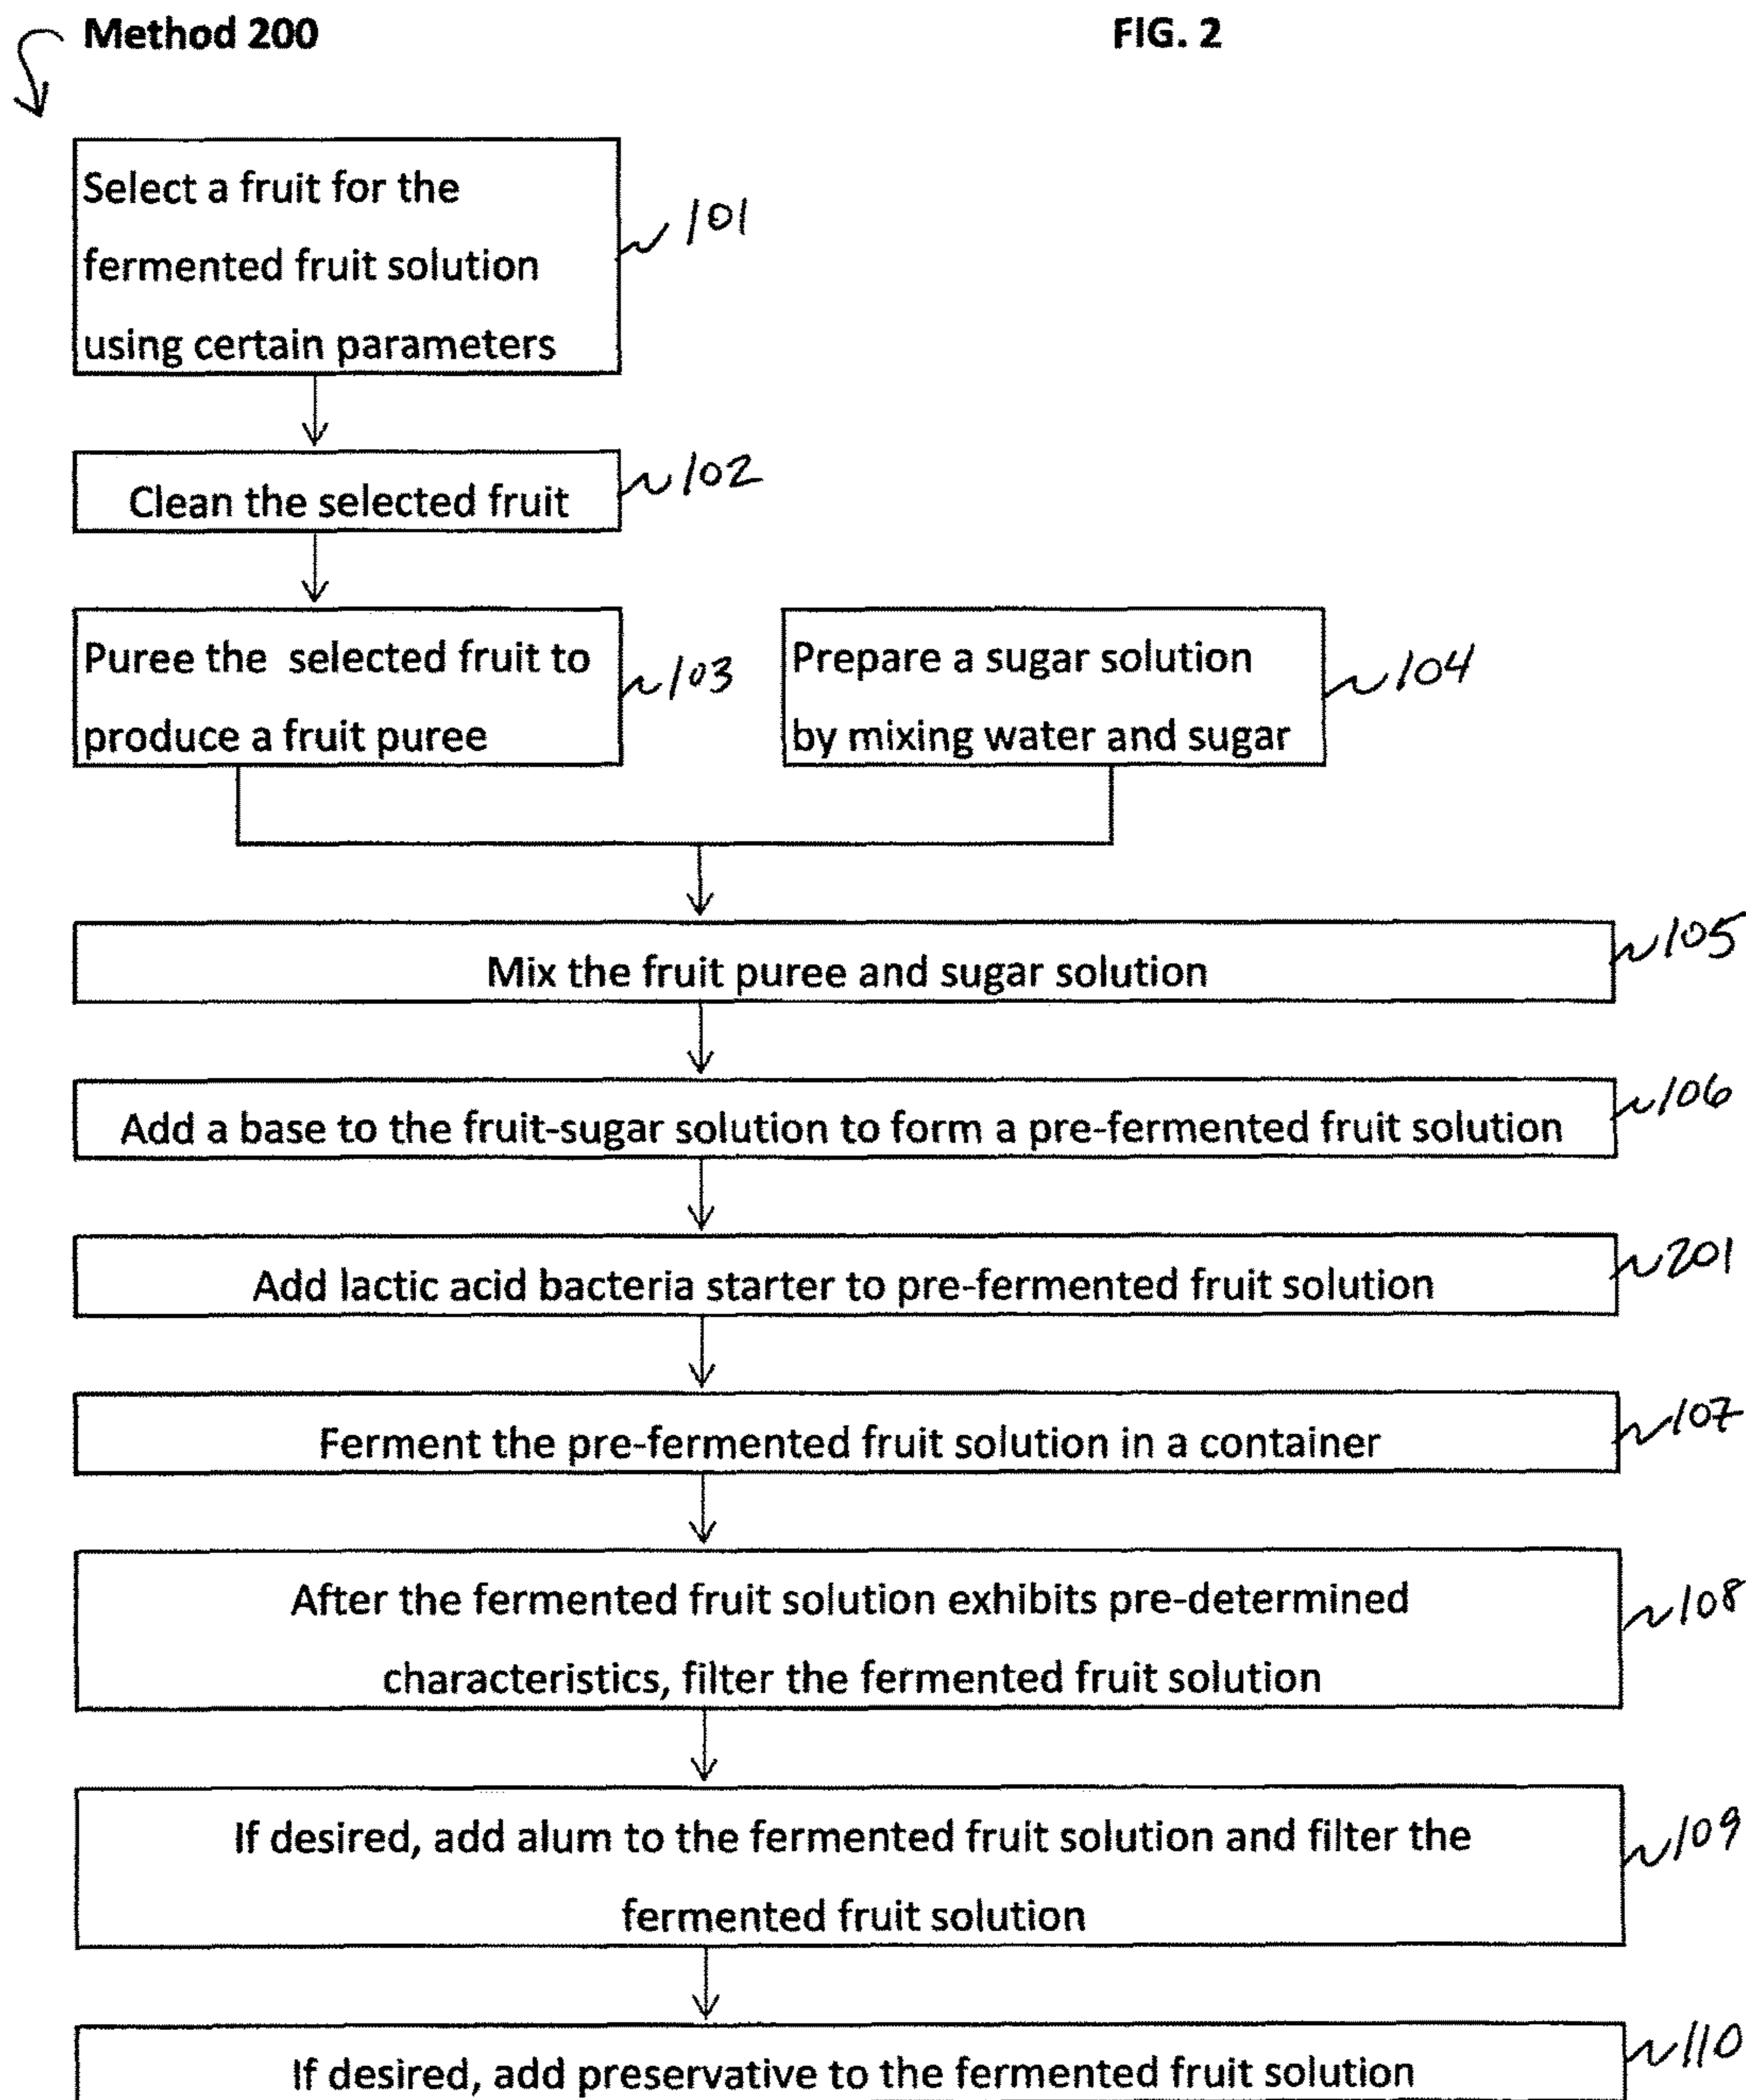 Method 200
FIG. 2
Select a fruit for the
fermented fruit solution
using certain parameters
101
Clean the selected fruit
102
Puree the selected fruit to
produce a fruit puree
103
Prepare a sugar solution
by mixing water and sugar
104
Mix the fruit puree and sugar solution
105
Add a base to the fruit-sugar solution to form a pre-fermented fruit solution
106
Add lactic acid bacteria starter to pre-fermented fruit solution
201
Ferment the pre-fermented fruit solution in a container
107
After the fermented fruit solution exhibits pre-determined
characteristics, filter the fermented fruit solution
108
If desired, add alum to the fermented fruit solution and filter the
fermented fruit solution
109
If desired, add preservative to the fermented fruit solution
110